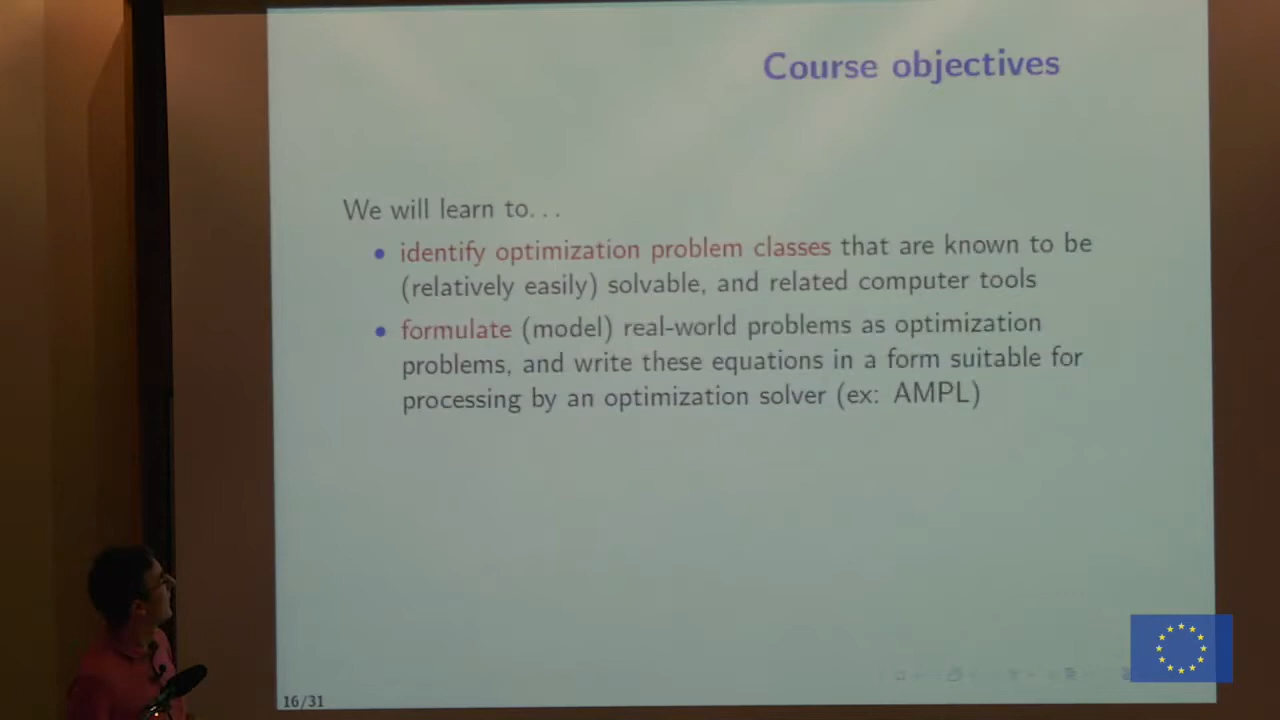 Course objectives
We will learn to...
• identify optimization problem classes that are known to be
(relatively easily) solvable, and related computer tools
• formulate (model) real-world problems as optimization
problems, and write these equations in a form suitable for
processing by an optimization solver (ex: AMPL)
16/31